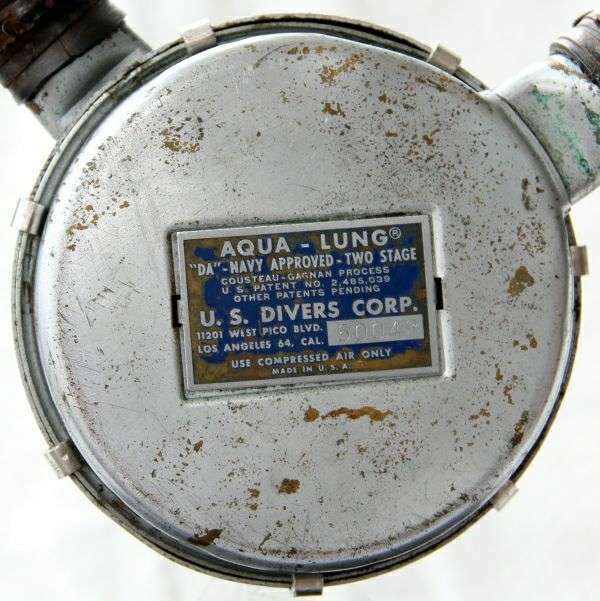 AQUA - LUNG®
"DA"-NAVY APPROVED-TWO STAGE
COUSTEAU-GAGNAN PROCESS
U. S. PATENT NO. 2,485,039
OTHER PATENTS PENDING
U. S. DIVERS CORP.
11201 WEST PICO BLVD.
LOS ANGELES 64, CAL.
USE COMPRESSED AIR ONLY
MADE IN U. S. A.